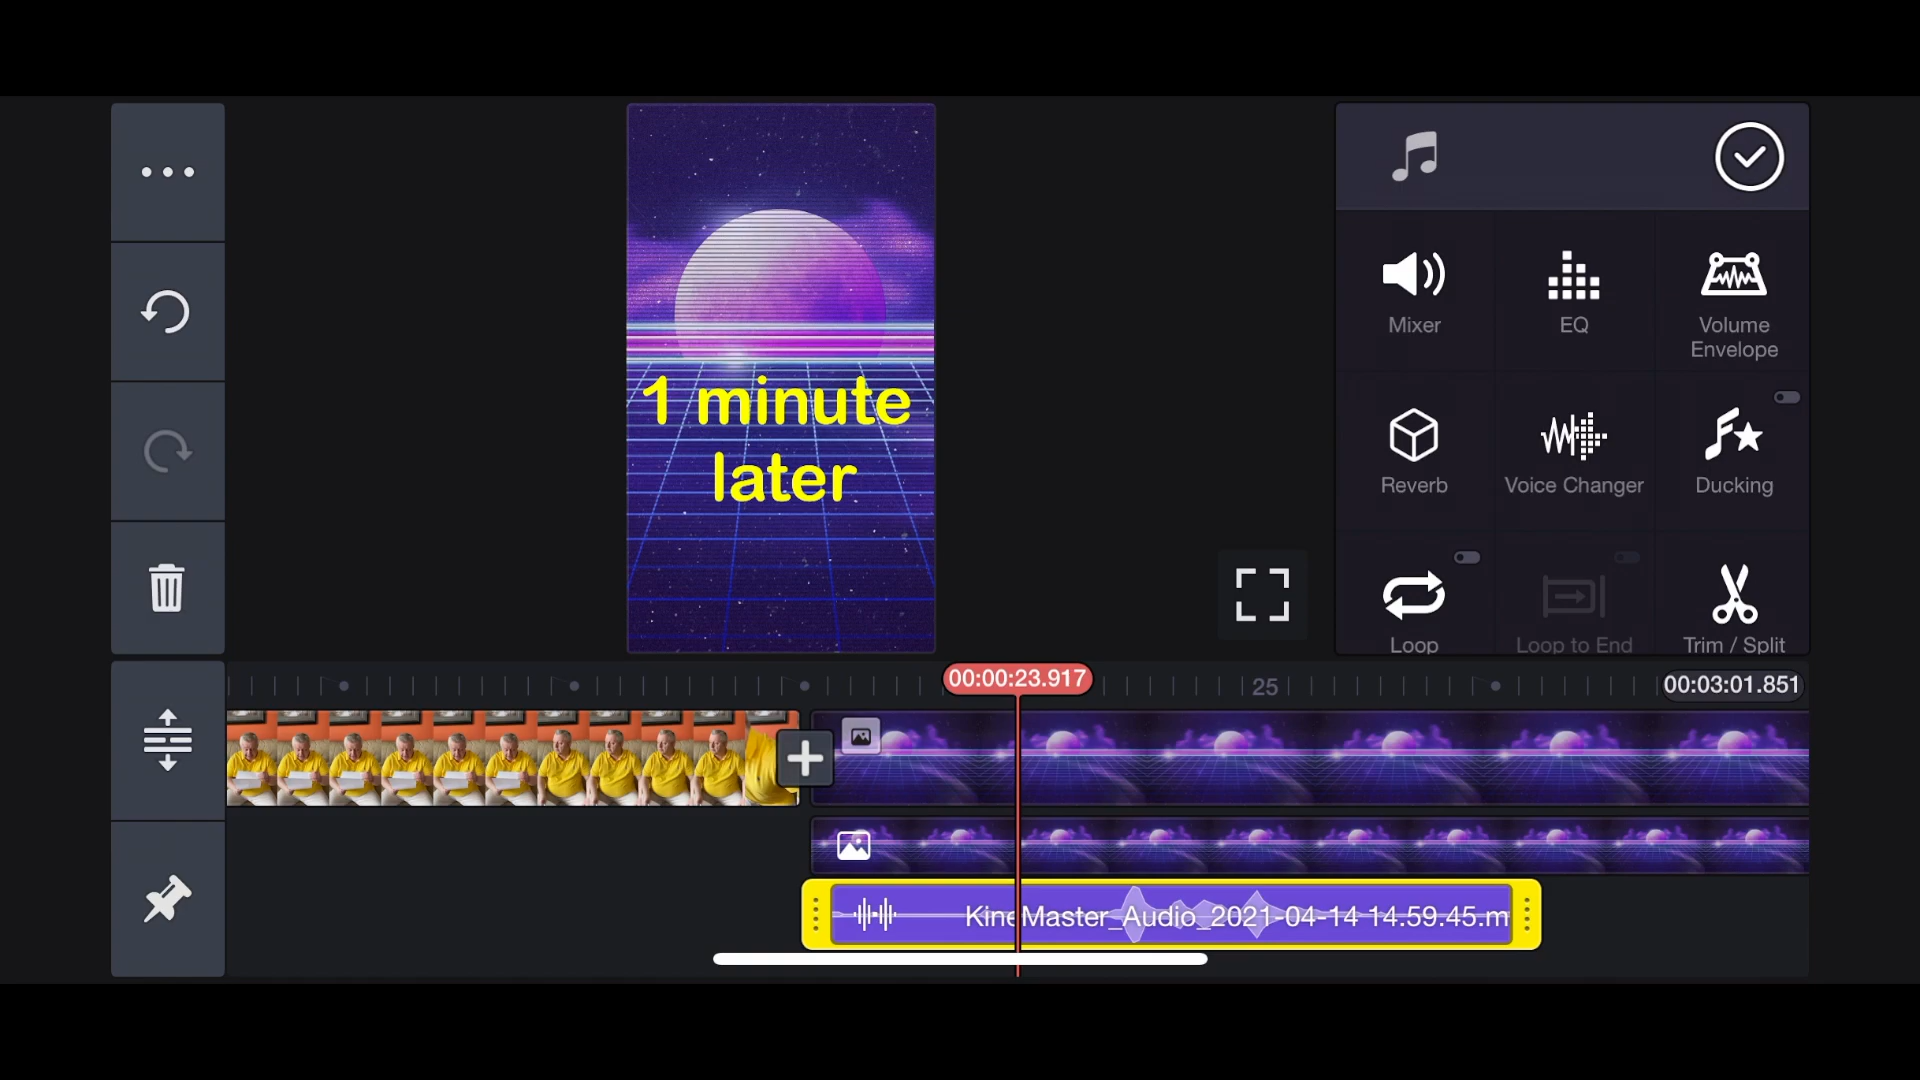 1 minute
later
Mixer
EQ
Volume
Envelope
Reverb
Voice Changer
Ducking
Loop
Loop to End
Trim / Split
00:00:23.917
25
00:03:01.851
KineMaster_Audio_2021-04-14 14.59.45.m